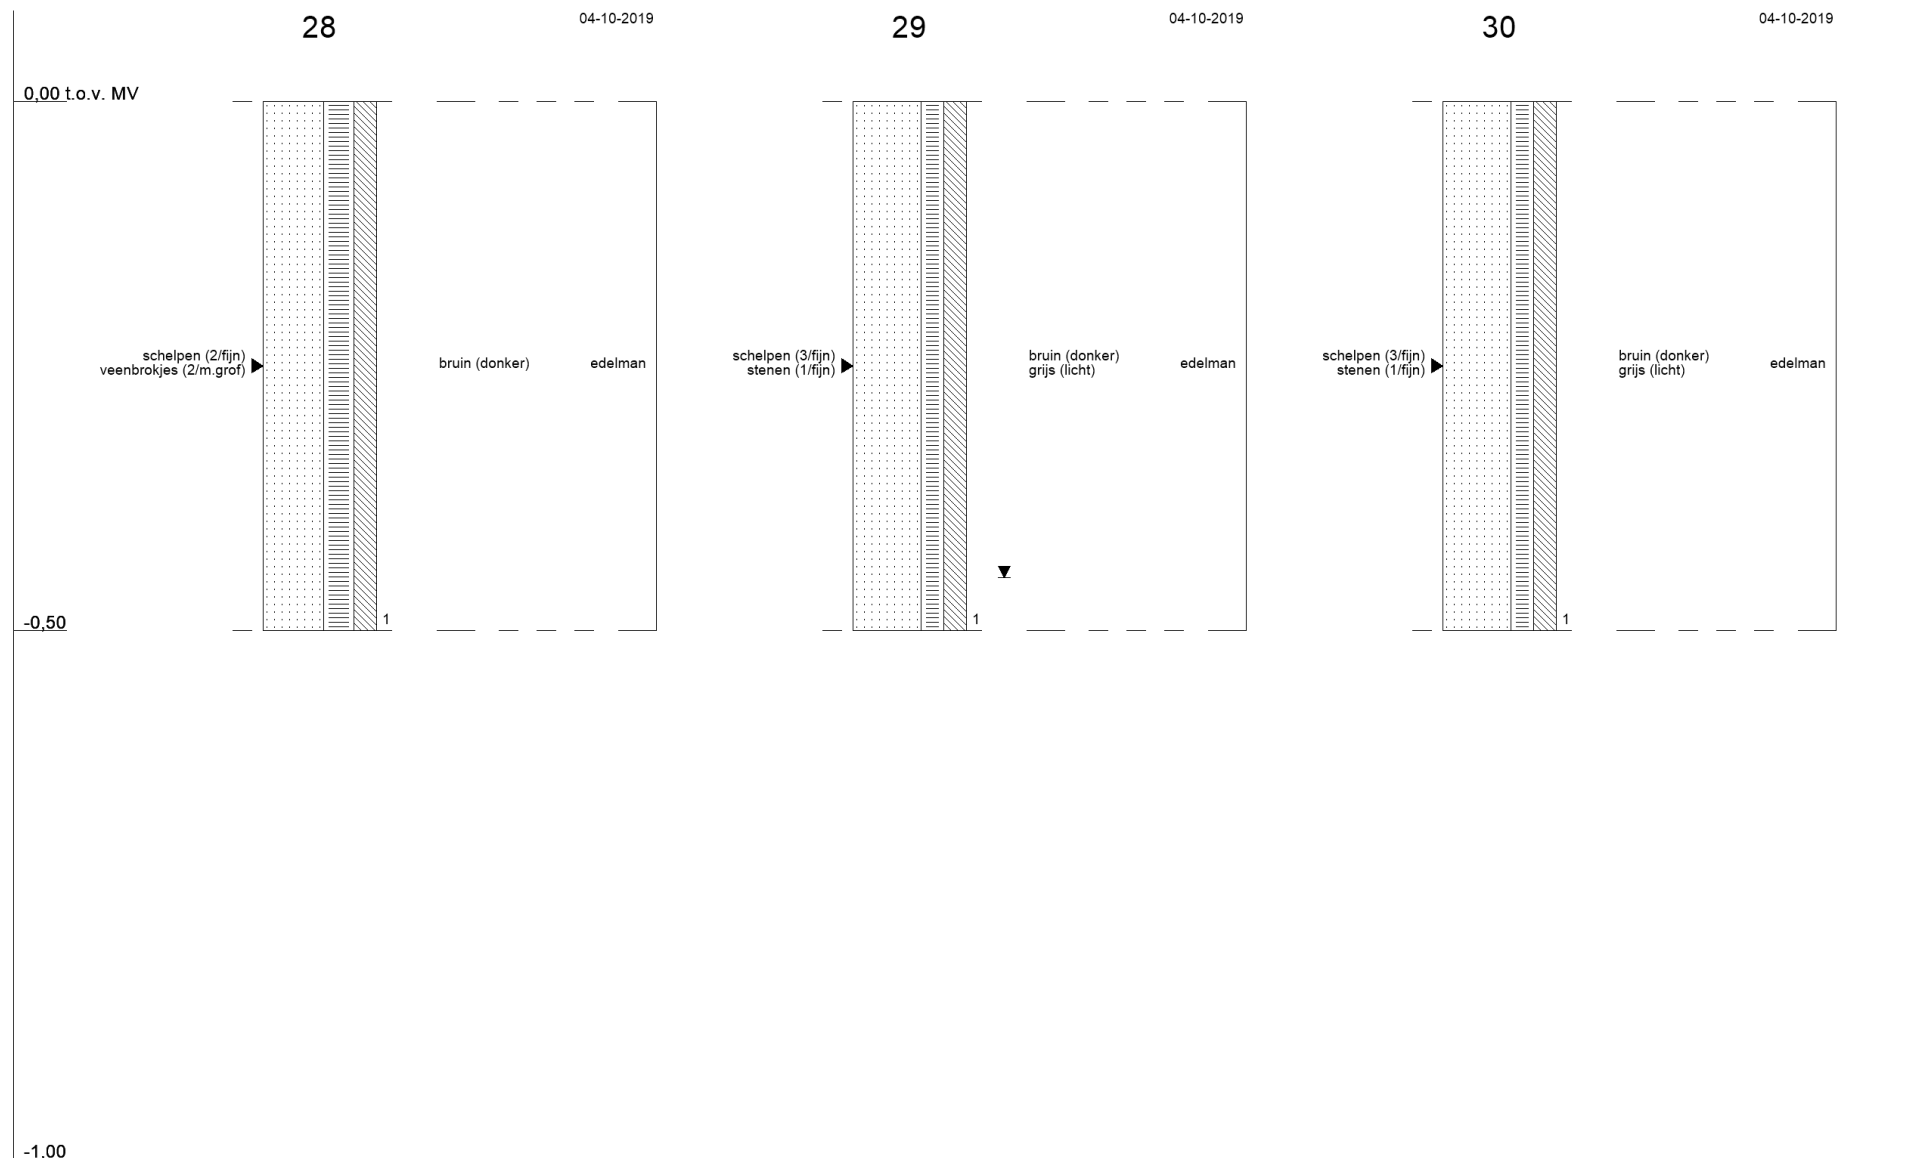 28
04-10-2019
29
04-10-2019
30
04-10-2019
0,00 t.o.v. MV
schelpen (2/fijn)
veenbrokjes (2/m.grof)
bruin (donker)
edelman
schelpen (3/fijn)
stenen (1/fijn)
bruin (donker)
grijs (licht)
edelman
schelpen (3/fijn)
stenen (1/fijn)
bruin (donker)
grijs (licht)
edelman
-0,50
1
1
1
-1,00